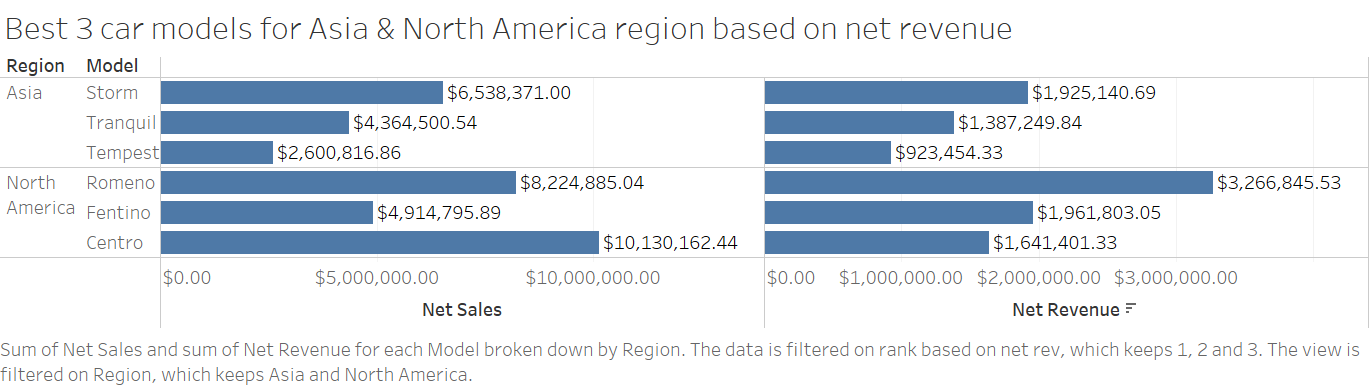 Best 3 car models for Asia & North America region based on net revenue
Region Model
Asia Storm $6,538,371.00 $1,925,140.69
Tranquil $4,364,500.54 $1,387,249.84
Tempest $2,600,816.86 $923,454.33
North America Romeno $8,224,885.04 $3,266,845.53
Fentino $4,914,795.89 $1,961,803.05
Centro $10,130,162.44 $1,641,401.33
$0.00 $5,000,000.00 $10,000,000.00 $0.00 $1,000,000.00 $2,000,000.00 $3,000,000.00
Net Sales Net Revenue
Sum of Net Sales and sum of Net Revenue for each Model broken down by Region. The data is filtered on rank based on net rev, which keeps 1, 2 and 3. The view is
filtered on Region, which keeps Asia and North America.